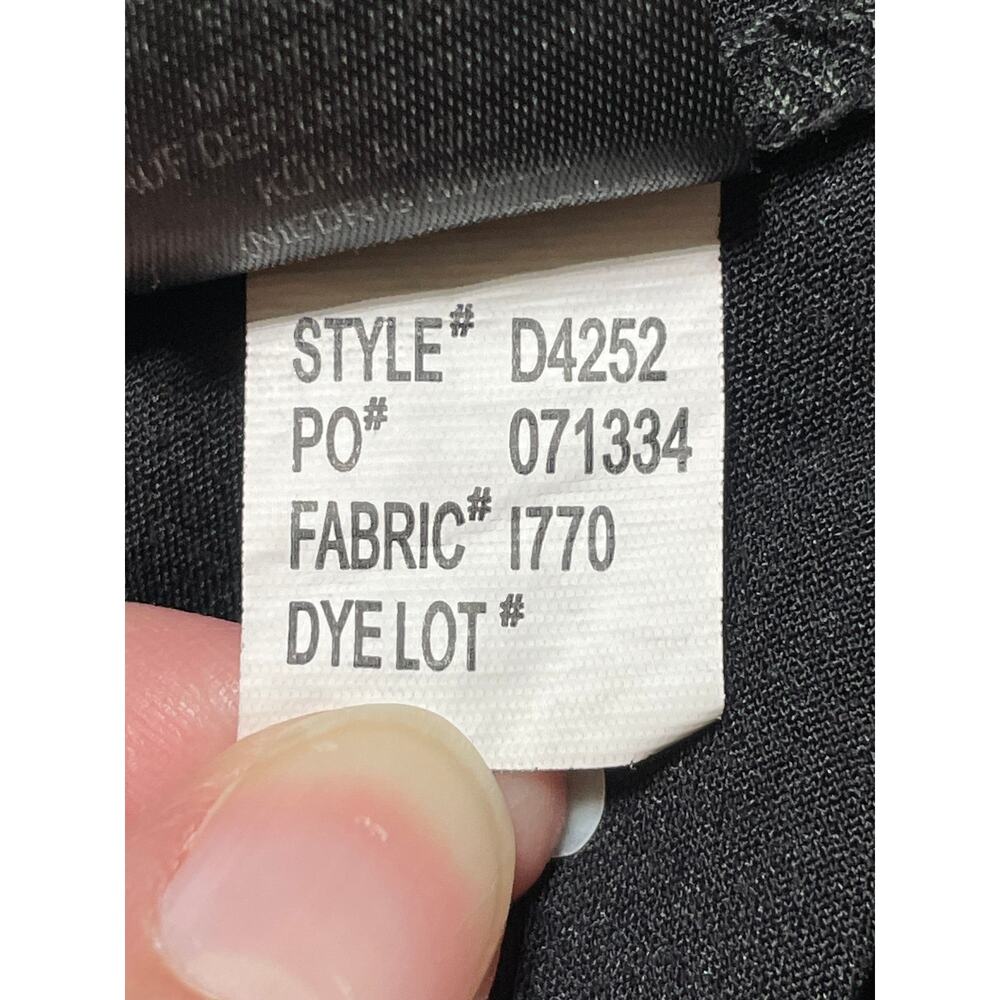 STYLE# D4252
PO# 071334
FABRIC# I770
DYE LOT #